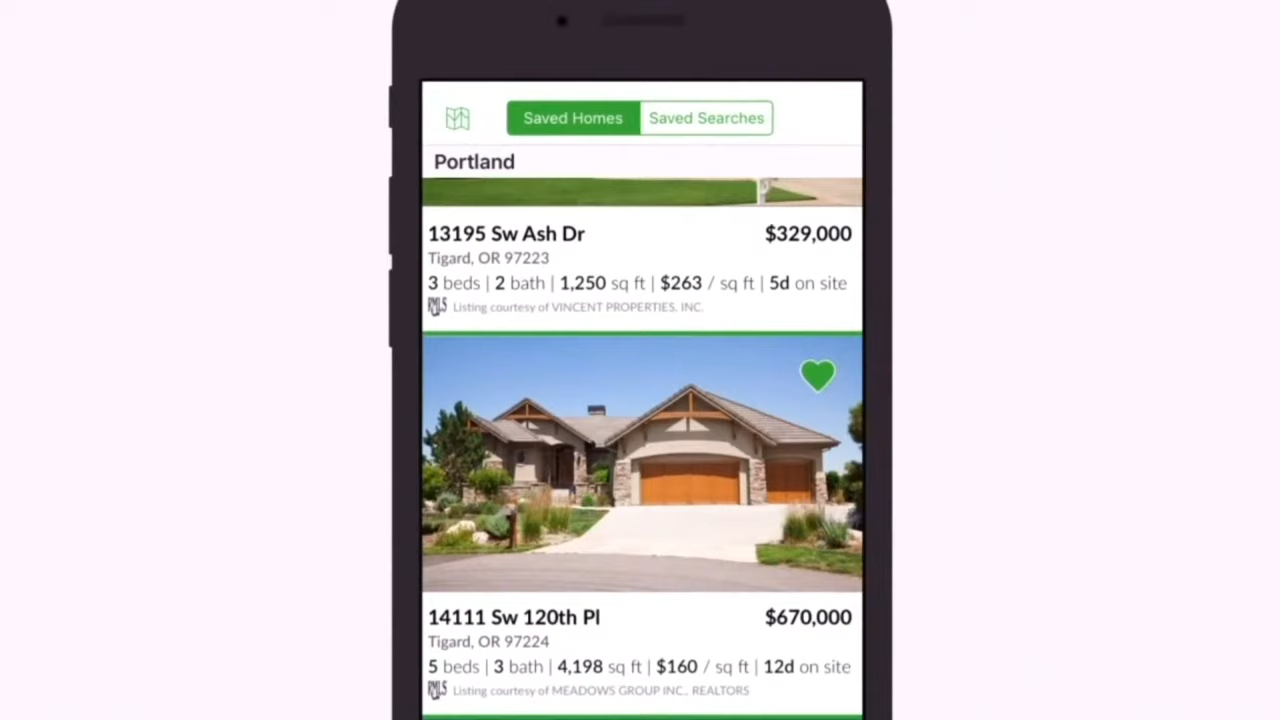 Saved Homes Saved Searches
Portland
13195 Sw Ash Dr $329,000
Tigard, OR 97223
3 beds | 2 bath | 1,250 sq ft | $263 / sq ft | 5d on site
RMLS Listing courtesy of VINCENT PROPERTIES, INC.
14111 Sw 120th Pl $670,000
Tigard, OR 97224
5 beds | 3 bath | 4,198 sq ft | $160 / sq ft | 12d on site
RMLS Listing courtesy of MEADOWS GROUP INC., REALTORS